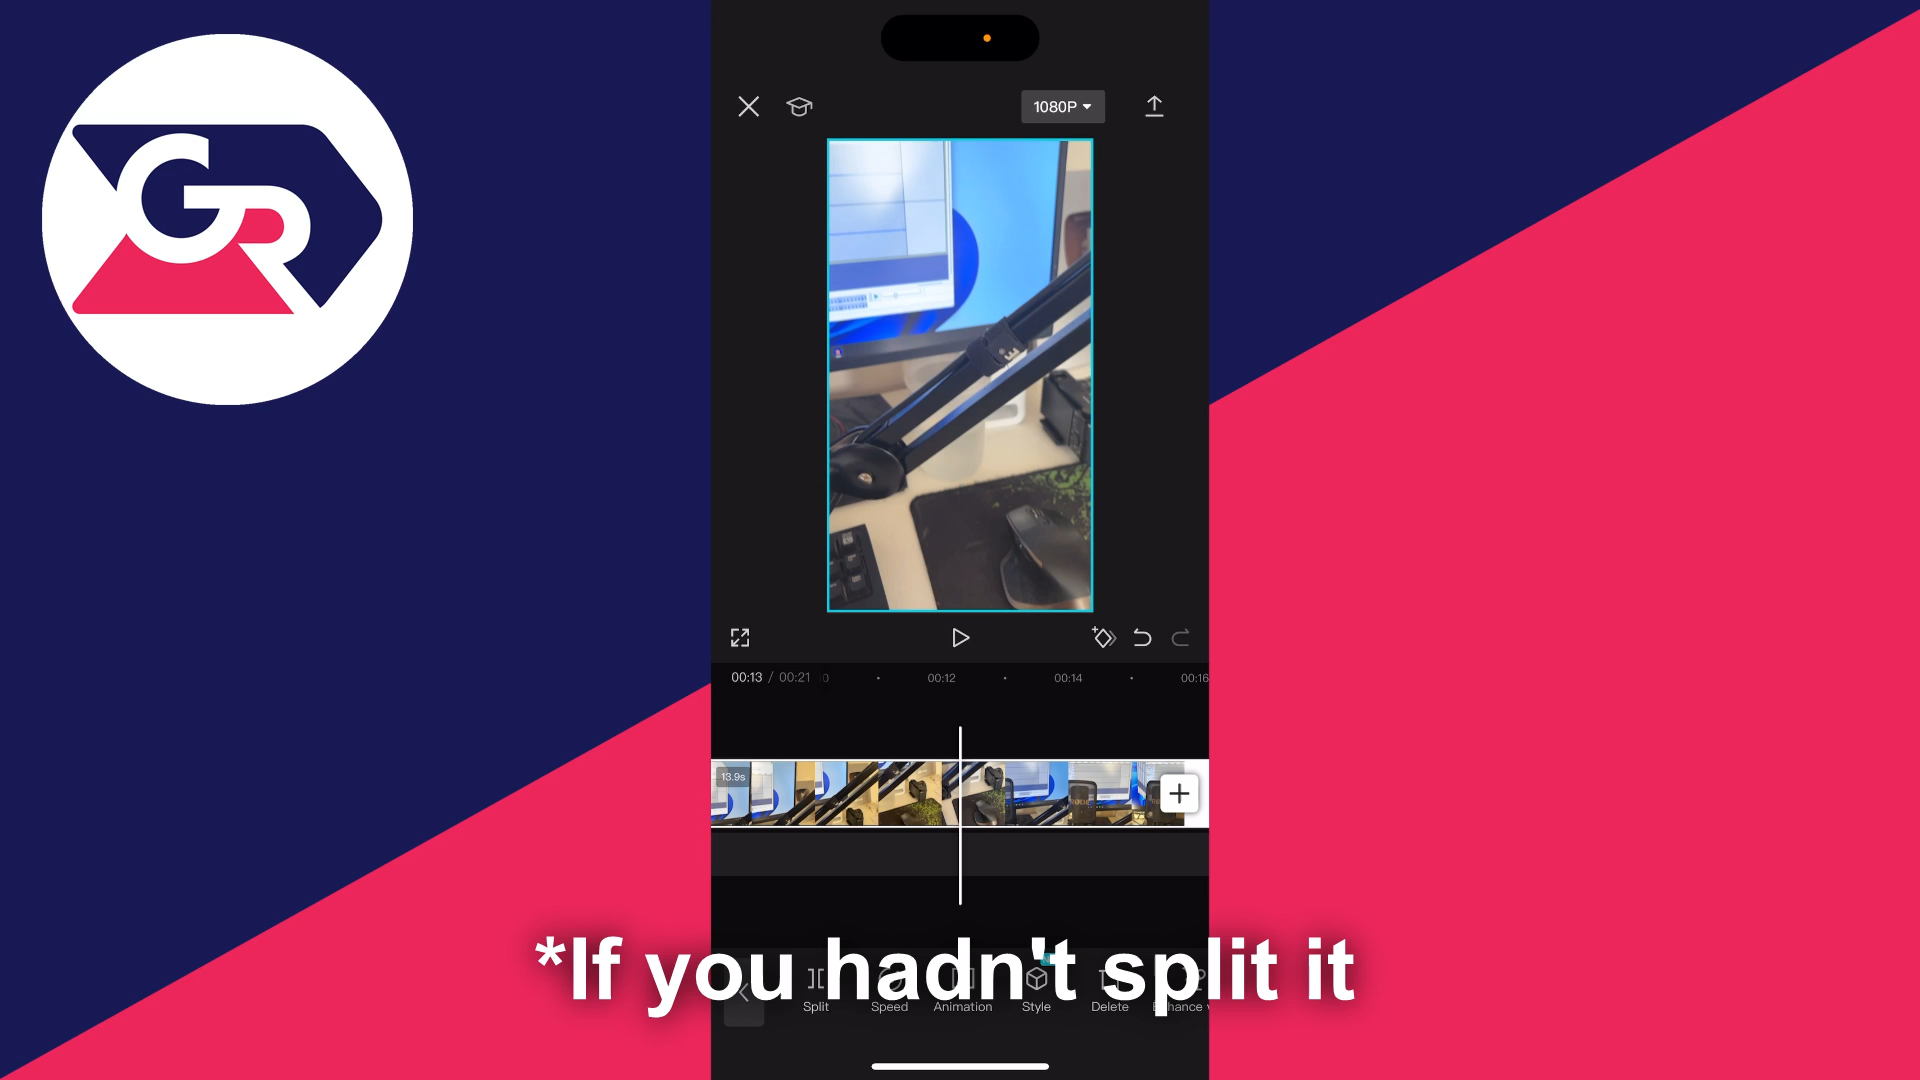 GR
1080P
00:13 / 00:21
00:12
00:14
00:16
13.9s
*If you hadn't split it
Split
Speed
Animation
Style
Delete